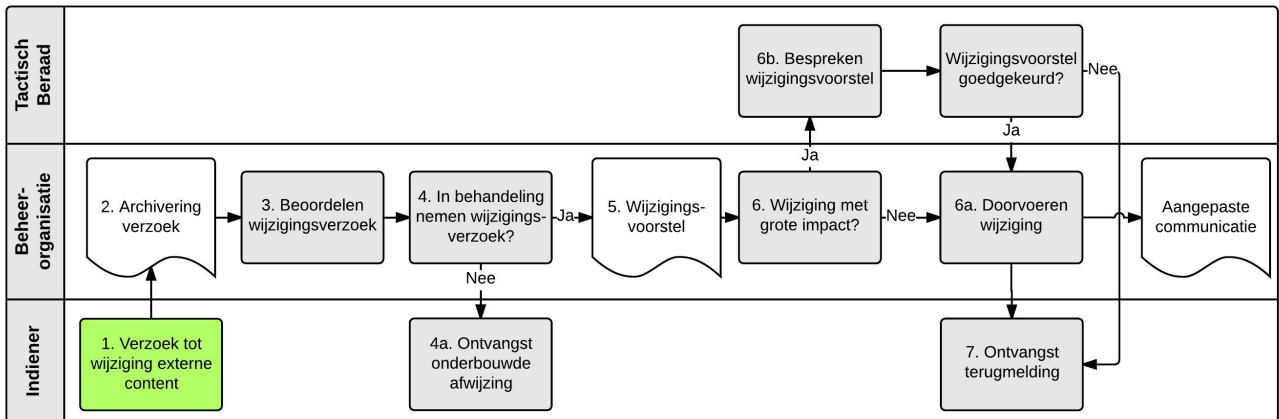 Tactisch
Beraad
6b. Bespreken
wijzigingsvoorstel
Wijzigingsvoorstel
goedgekeurd?
Nee
Ja
Ja
Beheer-
organisatie
2. Archivering
verzoek
3. Beoordelen
wijzigingsverzoek
4. In behandeling
nemen wijzigings-
verzoek?
Ja
5. Wijzigings-
voorstel
6. Wijziging met
grote impact?
Nee
6a. Doorvoeren
wijziging
Aangepaste
communicatie
Nee
Indiener
1. Verzoek tot
wijziging externe
content
4a. Ontvangst
onderbouwde
afwijzing
7. Ontvangst
terugmelding